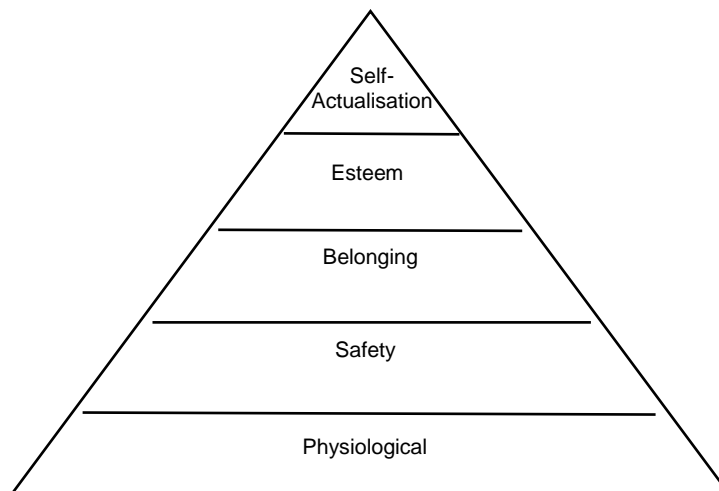 Self-
Actualisation
Esteem
Belonging
Safety
Physiological